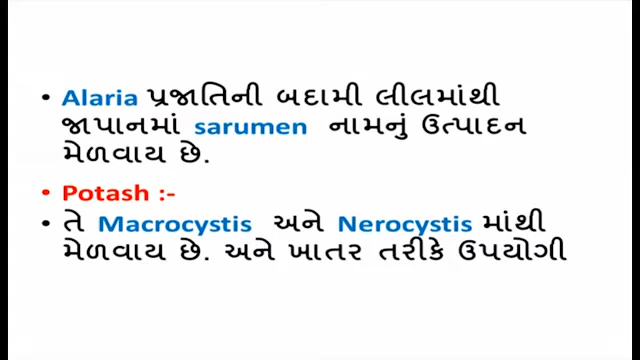 • Alaria પ્રજાતિની બદામી લીલમાંથી
જાપાનમાં sarumen નામનું ઉત્પાદન
મેળવાય છે.
• Potash :-
• તે Macrocystis અને Nerocystis માંથી
મેળવાય છે. અને ખાતર તરીકે ઉપયોગી